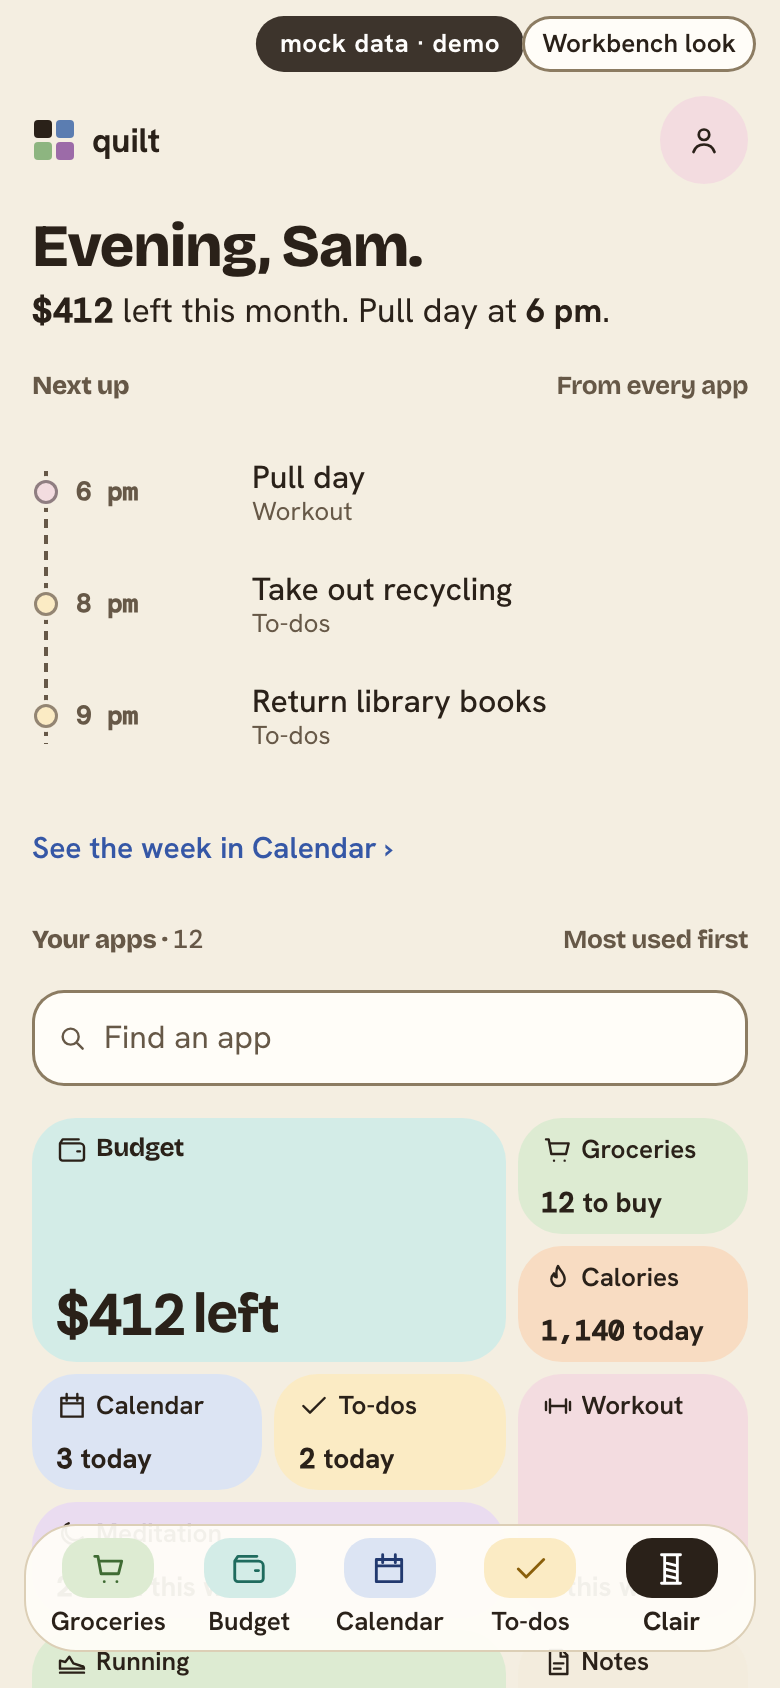 mock data · demo
Workbench look
quilt
Evening, Sam.
$412 left this month. Pull day at 6 pm.
Next up
From every app
6 pm
Pull day
Workout
8 pm
Take out recycling
To-dos
9 pm
Return library books
To-dos
See the week in Calendar ›
Your apps · 12
Most used first
Find an app
Budget
$412 left
Groceries
12 to buy
Calories
1,140 today
Calendar
3 today
To-dos
2 today
Workout
Meditation
this
this
Groceries
Budget
Calendar
To-dos
Clair
Running
Notes